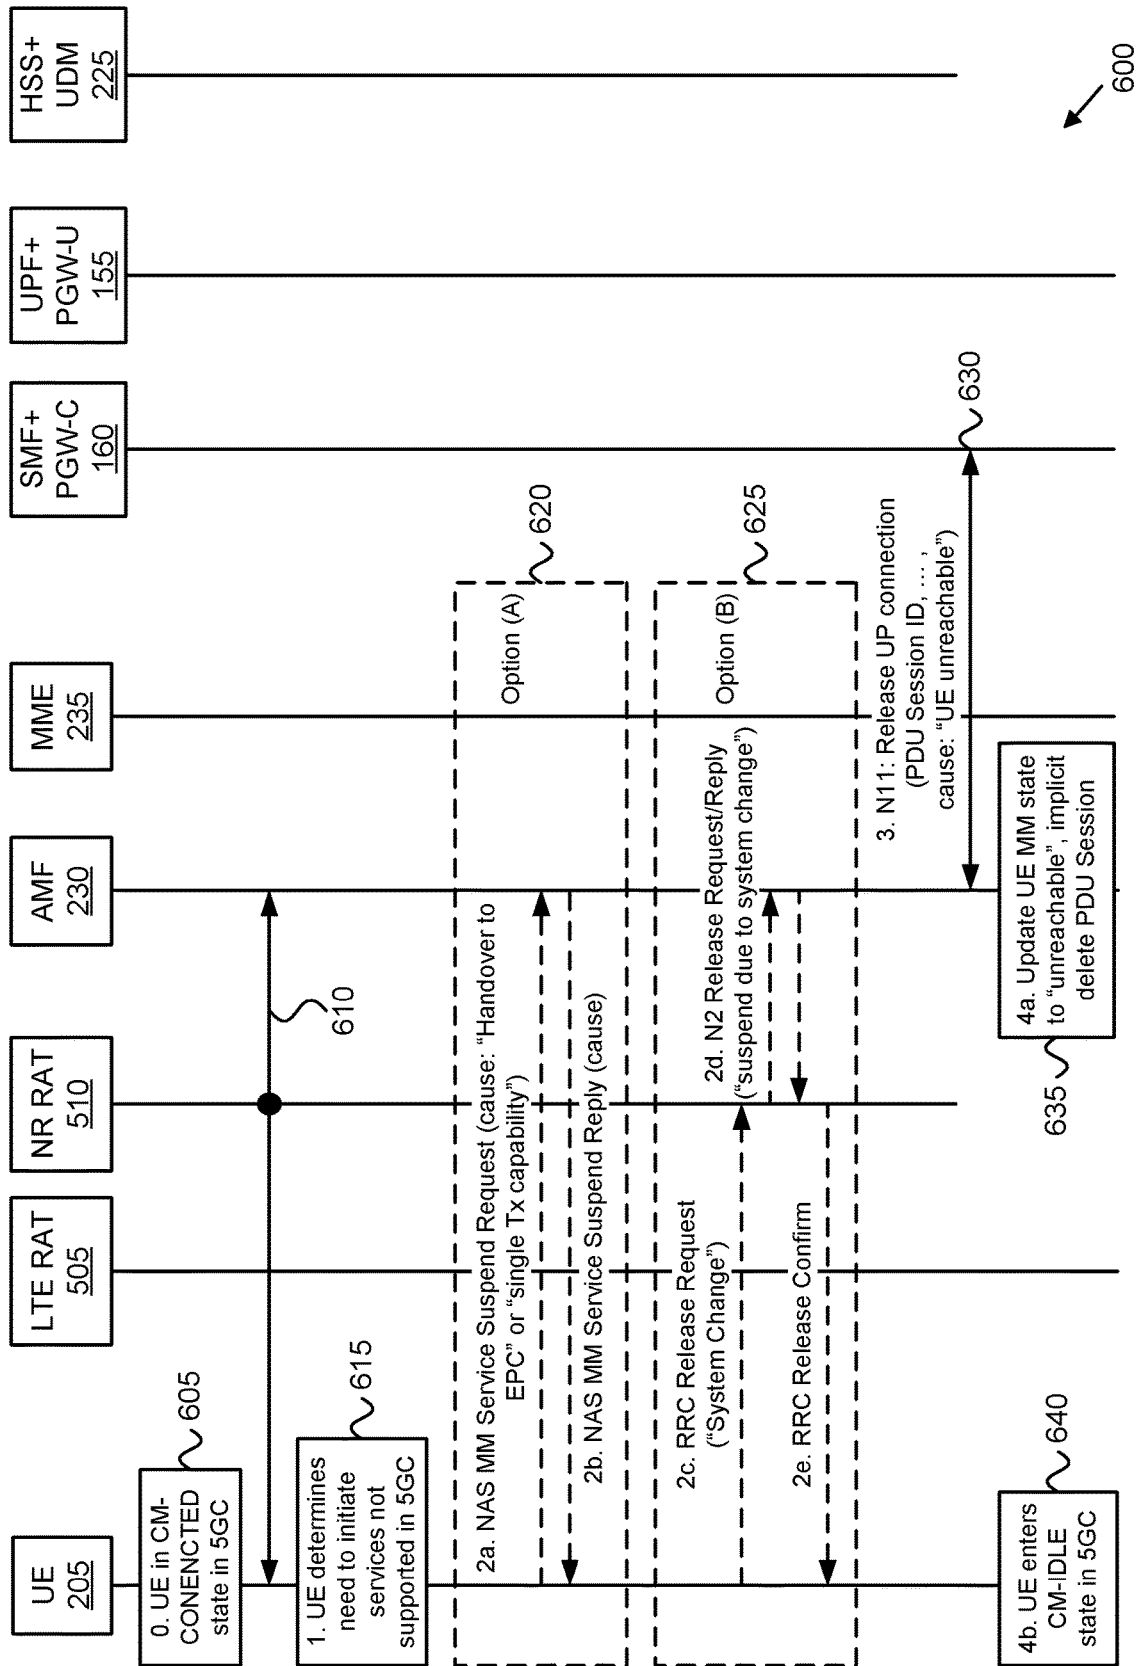 UE
205
LTE RAT
505
NR RAT
510
AMF
230
MME
235
SMF+
PGW-C
160
UPF+
PGW-U
155
HSS+
UDM
225
600
0. UE in CM-
CONENCTED
state in 5GC
605
610
1. UE determines
need to initiate
services not
supported in 5GC
615
2a. NAS MM Service Suspend Request (cause: “Handover to
EPC” or “single Tx capability”)
2b. NAS MM Service Suspend Reply (cause)
Option (A)
620
2c. RRC Release Request
(“System Change”)
2d. N2 Release Request/Reply
(“suspend due to system change”)
2e. RRC Release Confirm
Option (B)
625
3. N11: Release UP connection
(PDU Session ID, … ,
cause: “UE unreachable”)
630
4a. Update UE MM state
to “unreachable”, implicit
delete PDU Session
635
4b. UE enters
CM-IDLE
state in 5GC
640